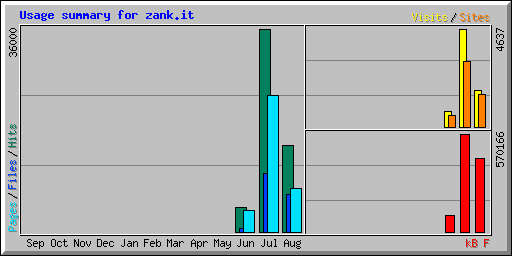 Usage summary for zank.it
Visits/Sites
36000
4637
570166
Pages/Files/Hits
Sep Oct Nov Dec Jan Feb Mar Apr May Jun Jul Aug
kB F